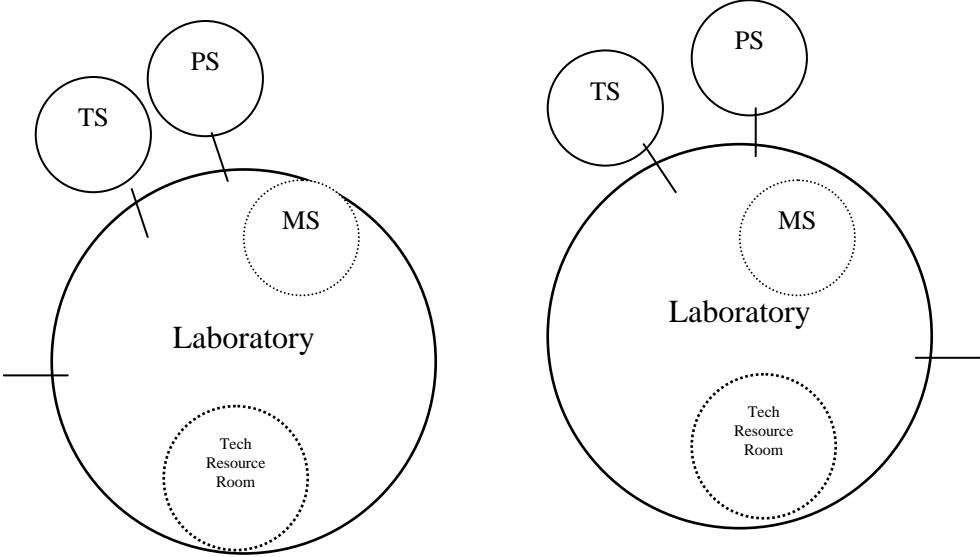 PS
TS
MS
Laboratory
Tech
Resource
Room
PS
TS
MS
Laboratory
Tech
Resource
Room